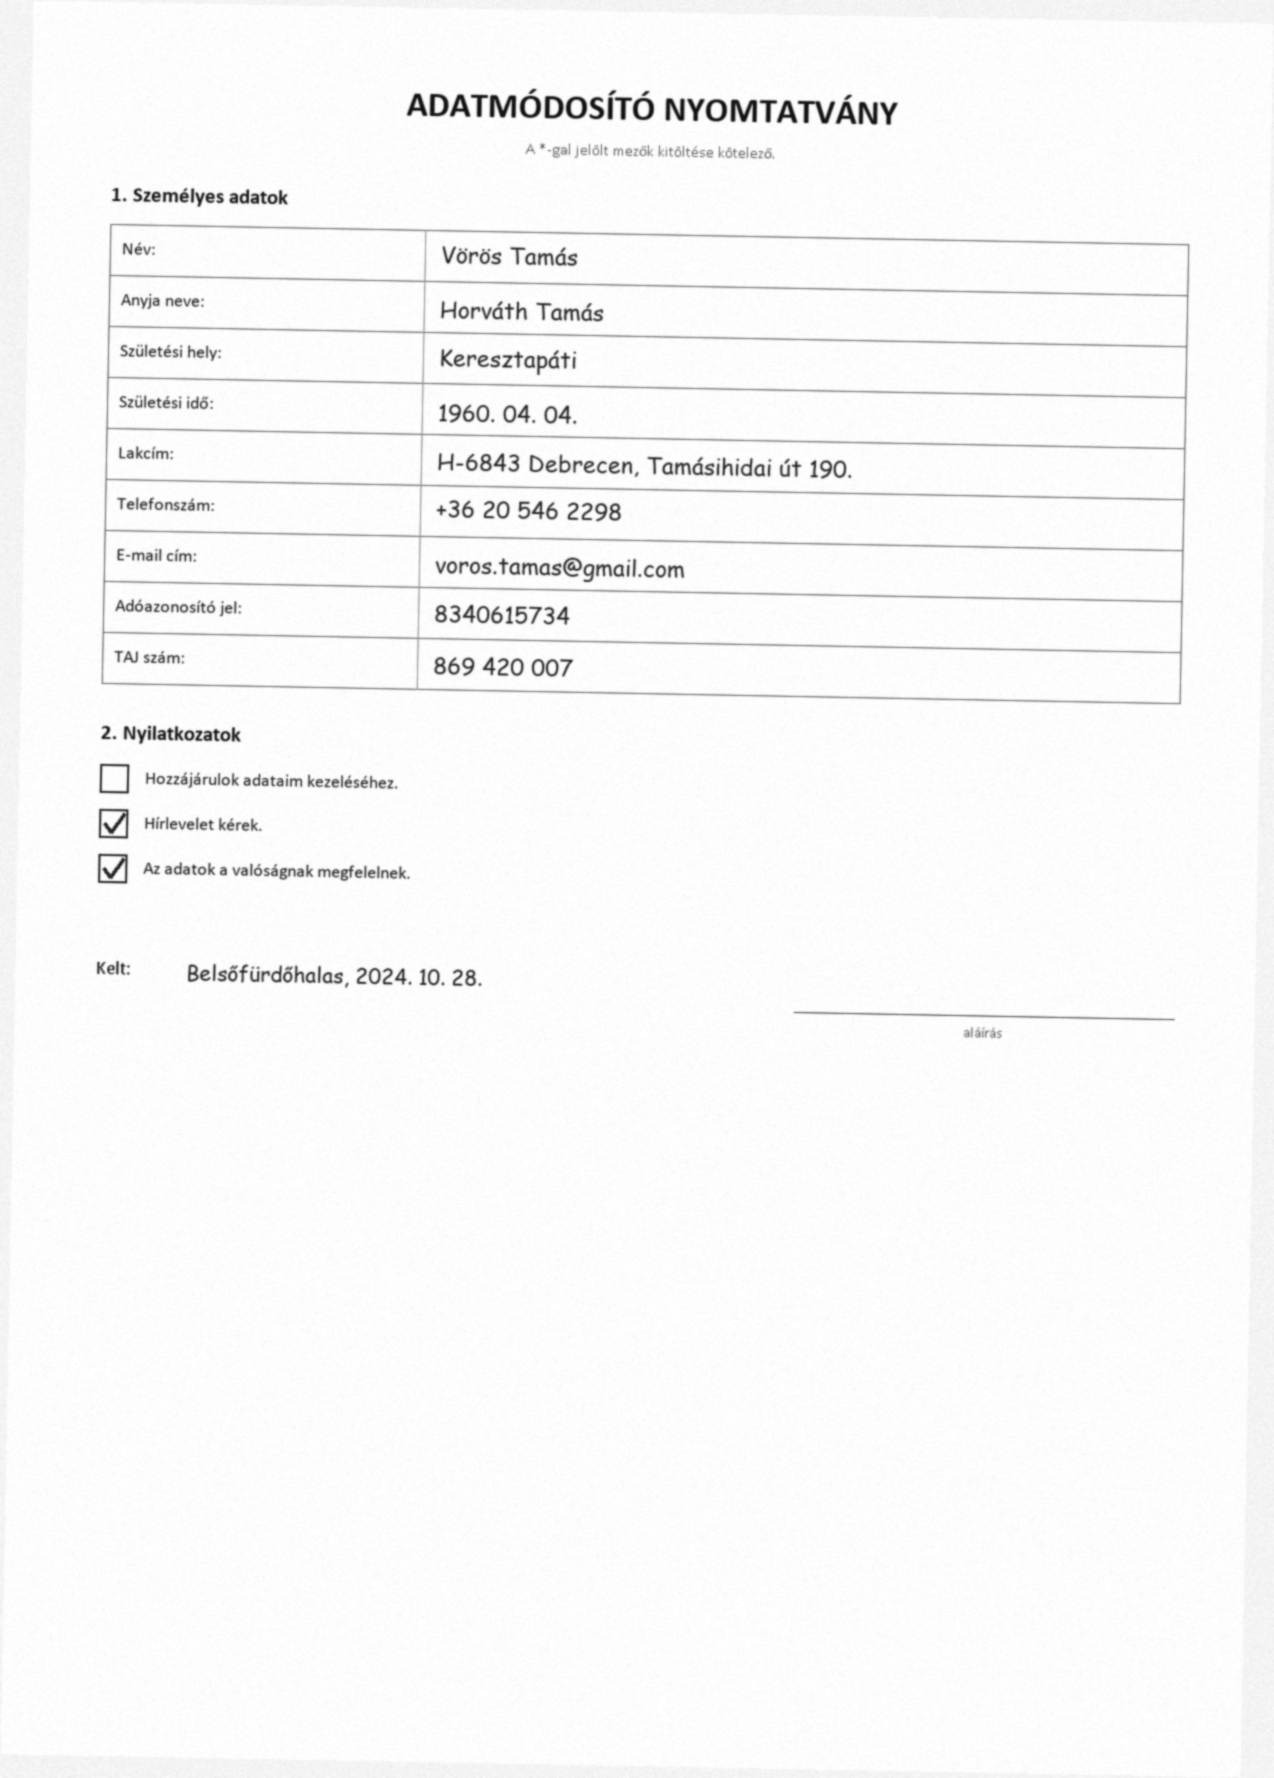 ADATMÓDOSÍTÓ NYOMTATVÁNY
A *-gal jelölt mezők kitöltése kötelező.
1. Személyes adatok
Név: Vörös Tamás
Anyja neve: Horváth Tamás
Születési hely: Keresztapáti
Születési idő: 1960. 04. 04.
Lakcím: H-6843 Debrecen, Tamásihidai út 190.
Telefonszám: +36 20 546 2298
E-mail cím: voros.tamas@gmail.com
Adóazonosító jel: 8340615734
TAJ szám: 869 420 007
2. Nyilatkozatok
Hozzájárulok adataim kezeléséhez.
Hírlevelet kérek.
Az adatok a valóságnak megfelelnek.
Kelt: Belsőfürdőhalas, 2024. 10. 28.
aláírás